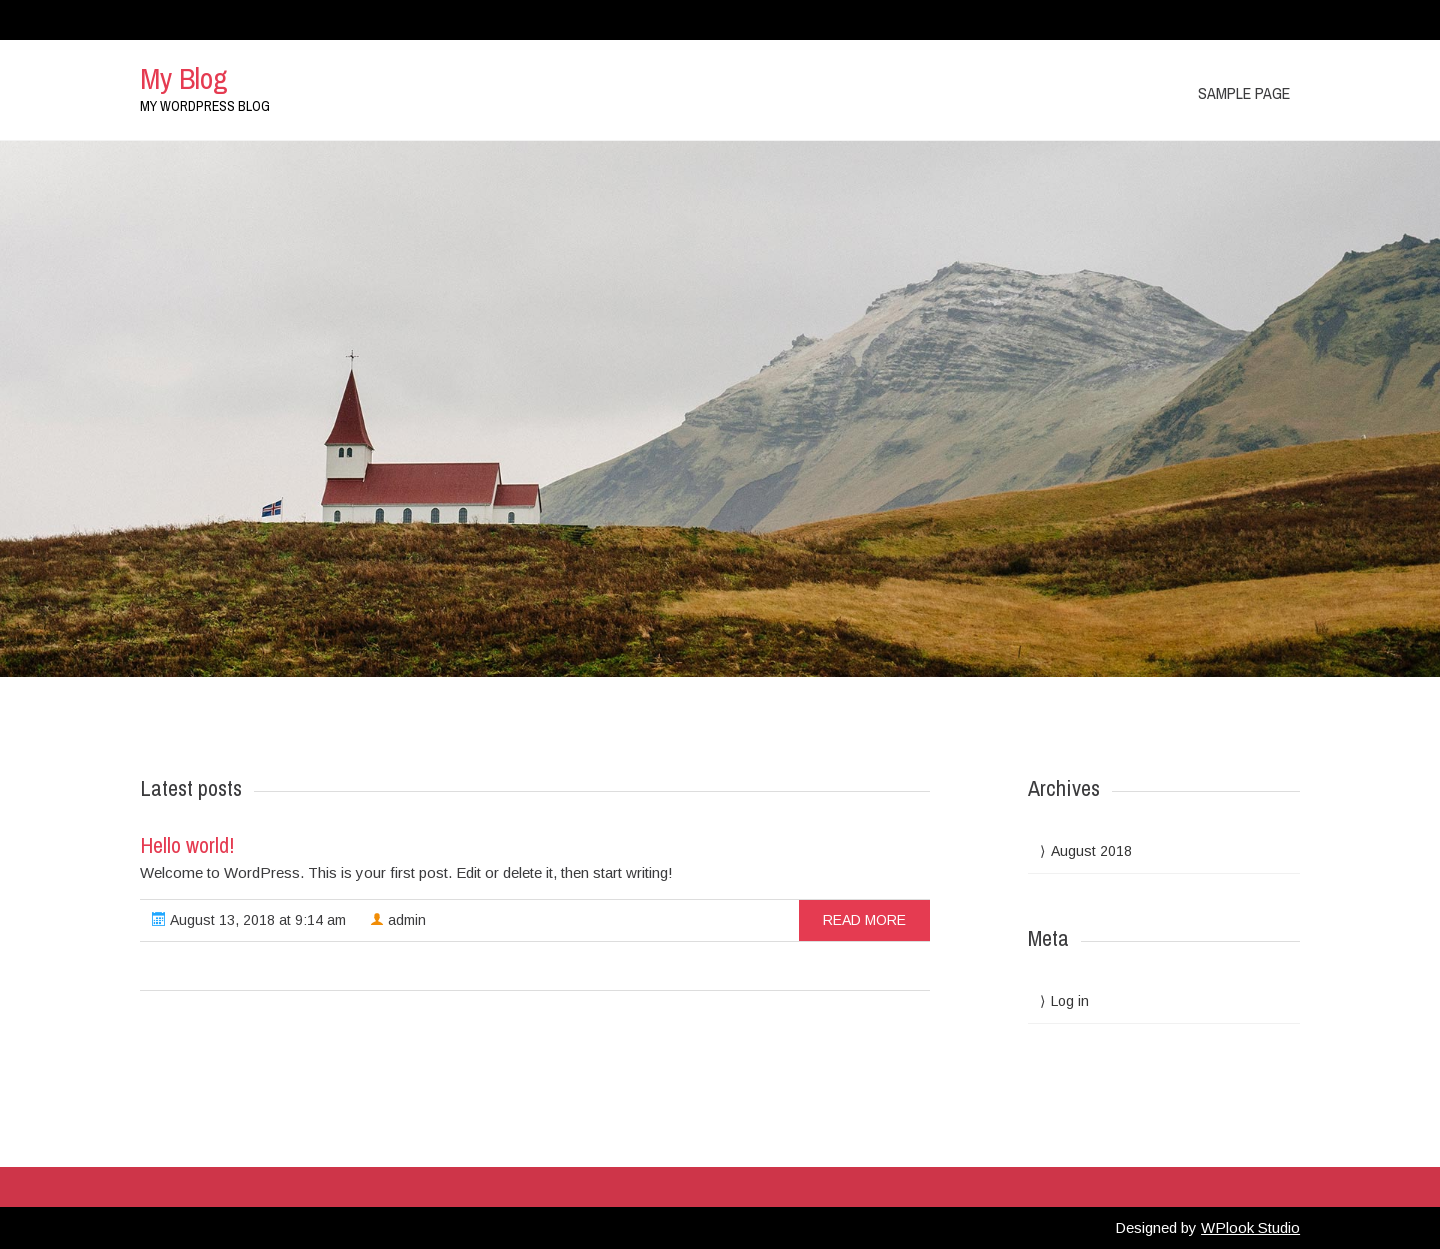 My Blog
MY WORDPRESS BLOG
SAMPLE PAGE
Latest posts
Hello world!
Welcome to WordPress. This is your first post. Edit or delete it, then start writing!
August 13, 2018 at 9:14 am admin
READ MORE
Archives
⟩ August 2018
Meta
⟩ Log in
Designed by WPlook Studio